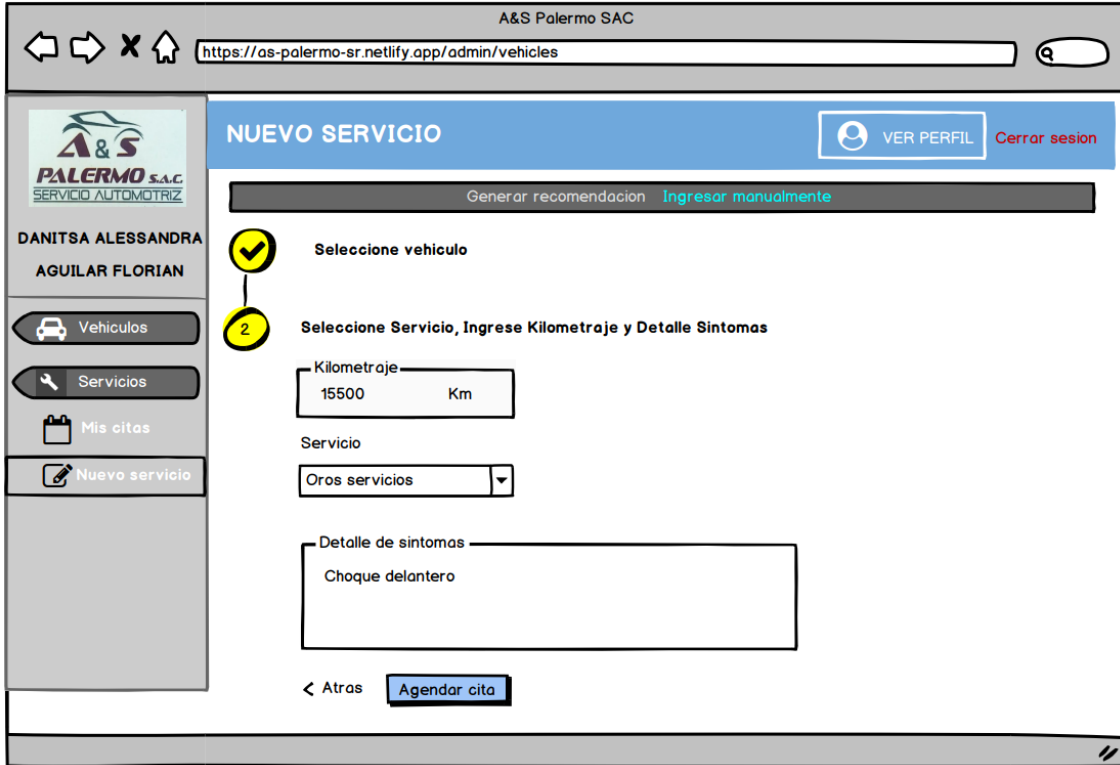 A&S Palermo SAC
https://as-palermo-sr.netlify.app/admin/vehicles
A&S
PALERMO S.A.C.
SERVICIO AUTOMOTRIZ
DANITSA ALESSANDRA
AGUILAR FLORIAN
Vehiculos
Servicios
Mis citas
Nuevo servicio
NUEVO SERVICIO
VER PERFIL
Cerrar sesion
Generar recomendacion Ingresar manualmente
Seleccione vehiculo
2
Seleccione Servicio, Ingrese Kilometraje y Detalle Sintomas
Kilometraje
15500 Km
Servicio
Oros servicios
Detalle de sintomas
Choque delantero
< Atras
Agendar cita